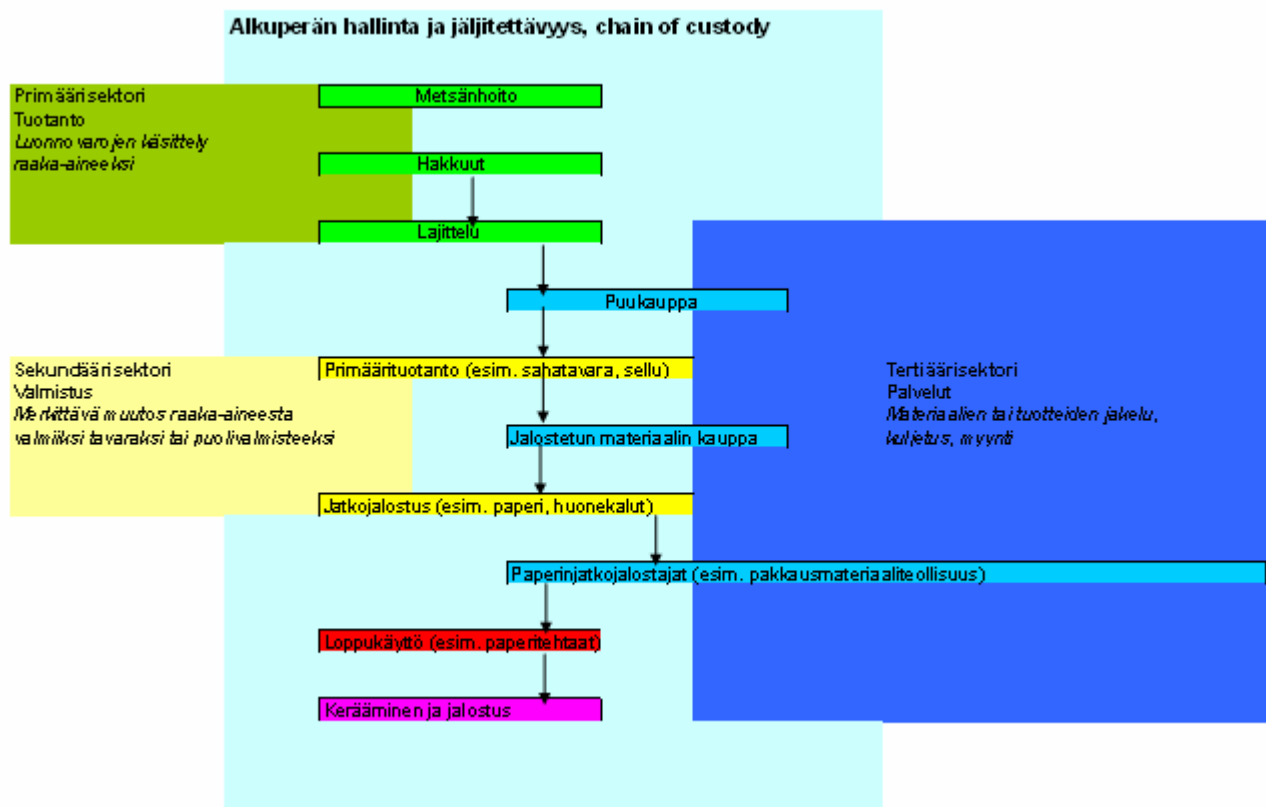 Alkuperän hallinta ja jäljitettävyys, chain of custody
Primäärisektori
Tuotanto
Luonnovarojen käsittely
raaka-aineeksi
Metsänhoito
Hakkuut
Lajittelu
Puukauppa
Sekundäärisektori
Valmistus
Merkittävä muutos raaka-aineesta
valmiiksi tavaraksi tai puolivalmisteeksi
Primäärituotanto (esim. sahatavara, sellu)
Jalostetun materiaalin kauppa
Jatkojalostus (esim. paperi, huonekalut)
Tertiäärisektori
Palvelut
Materiaalien tai tuotteiden jakelu,
kuljetus, myynti
Paperinjatkojalostajat (esim. pakkausmateriaaliteollisuus)
Loppukäyttö (esim. paperitehtaat)
Kerääminen ja jalostus